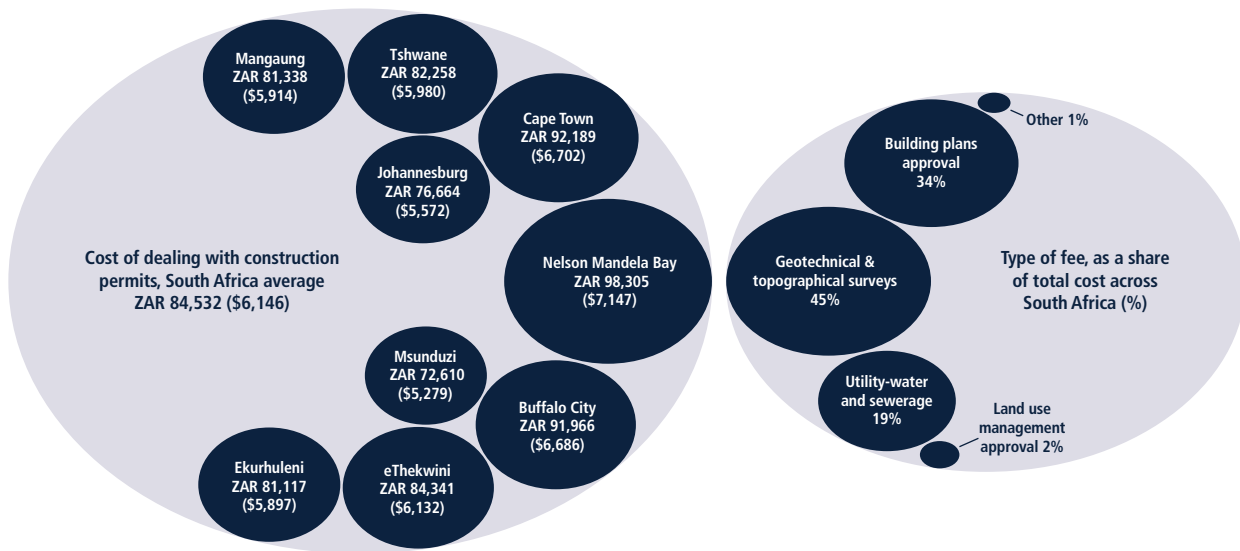 Mangaung
ZAR 81,338
($5,914)
Tshwane
ZAR 82,258
($5,980)
Cape Town
ZAR 92,189
($6,702)
Johannesburg
ZAR 76,664
($5,572)
Cost of dealing with construction
permits, South Africa average
ZAR 84,532 ($6,146)
Nelson Mandela Bay
ZAR 98,305
($7,147)
Msunduzi
ZAR 72,610
($5,279)
Buffalo City
ZAR 91,966
($6,686)
Ekurhuleni
ZAR 81,117
($5,897)
eThekwini
ZAR 84,341
($6,132)
Other 1%
Building plans
approval
34%
Geotechnical &
topographical surveys
45%
Type of fee, as a share
of total cost across
South Africa (%)
Utility-water
and sewerage
19%
Land use
management
approval 2%